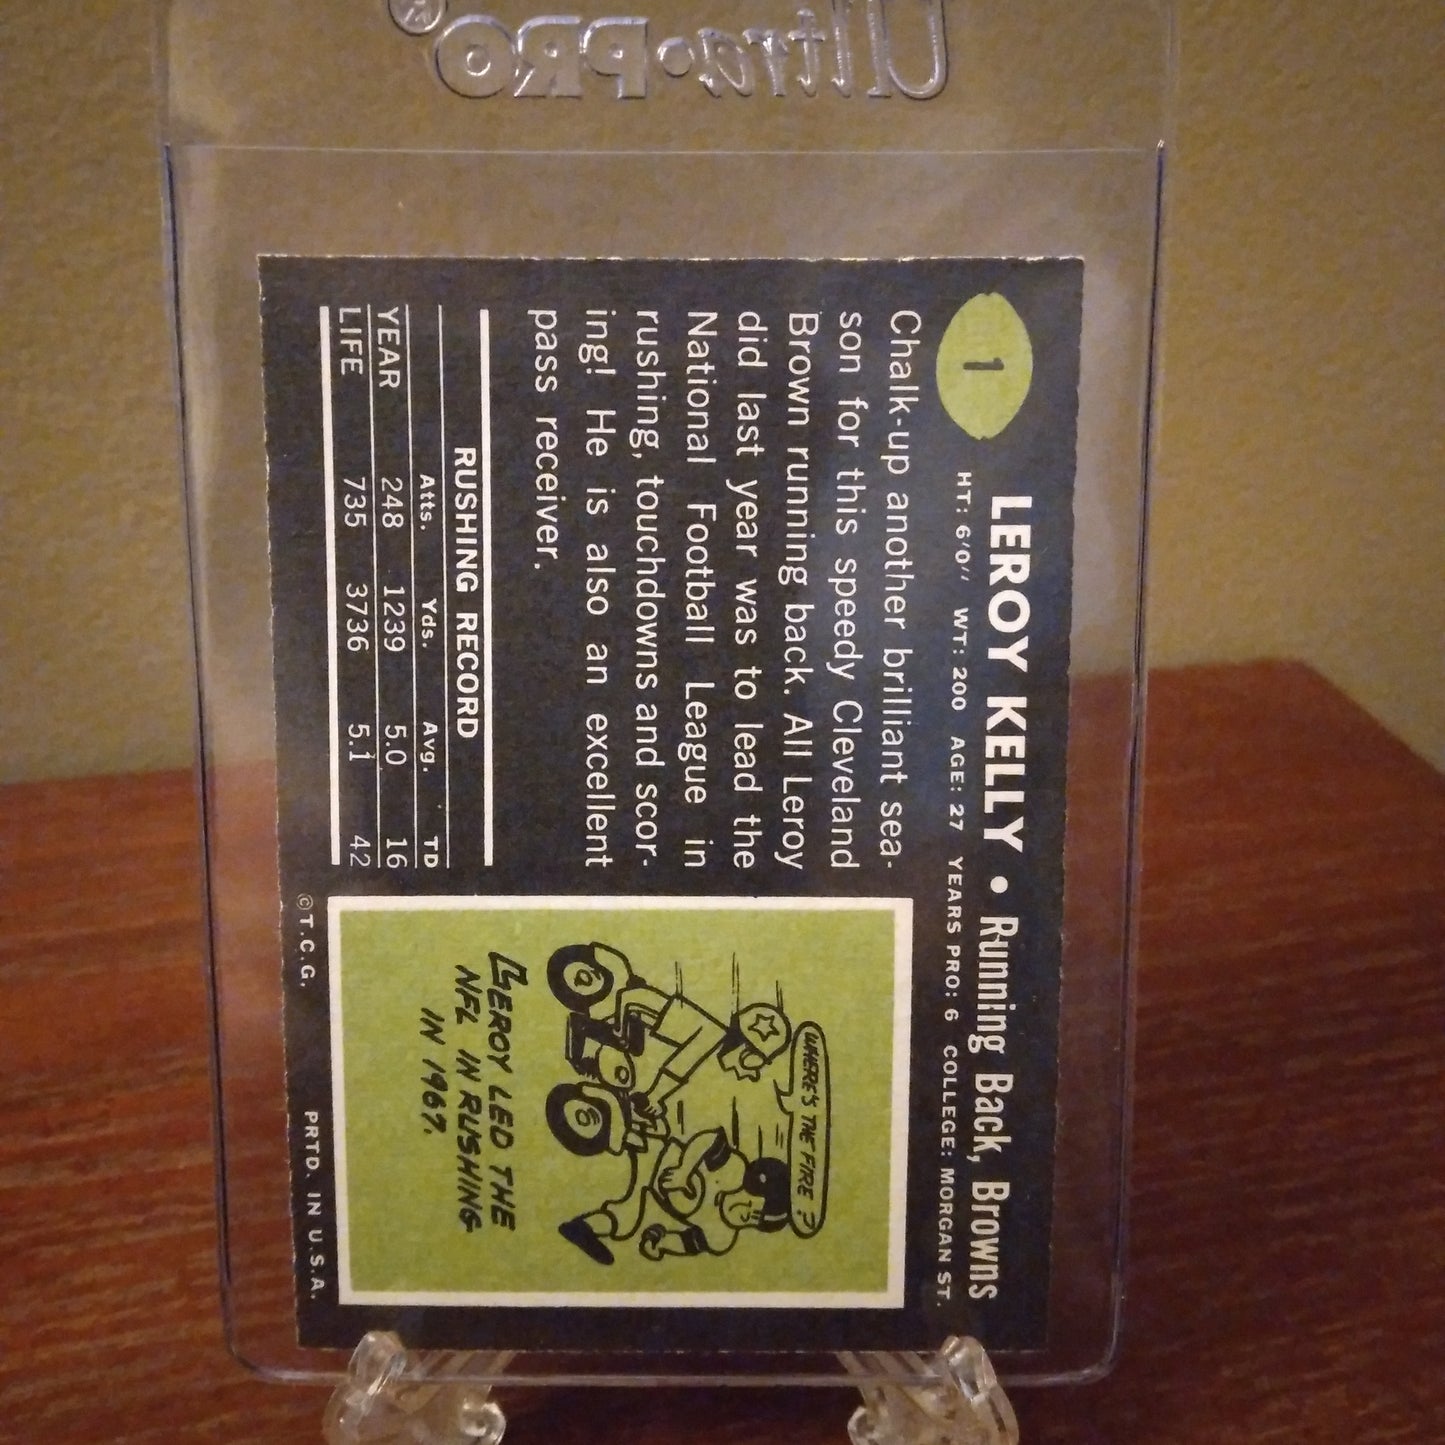 Ultra•PRO®
1
LEROY KELLY • Running Back, Browns
HT: 6'0" WT: 200 AGE: 27 YEARS PRO: 6 COLLEGE: MORGAN ST.
Chalk-up another brilliant sea-
son for this speedy Cleveland
Brown running back. All Leroy
did last year was to lead the
National Football League in
rushing, touchdowns and scor-
ing! He is also an excellent
pass receiver.
RUSHING RECORD
Atts. Yds. Avg. TD
YEAR 248 1239 5.0 16
LIFE 735 3736 5.1 42
WHERE'S THE FIRE?
LEROY LED THE
NFL IN RUSHING
IN 1967.
©T.C.G. PRTD. IN U.S.A.